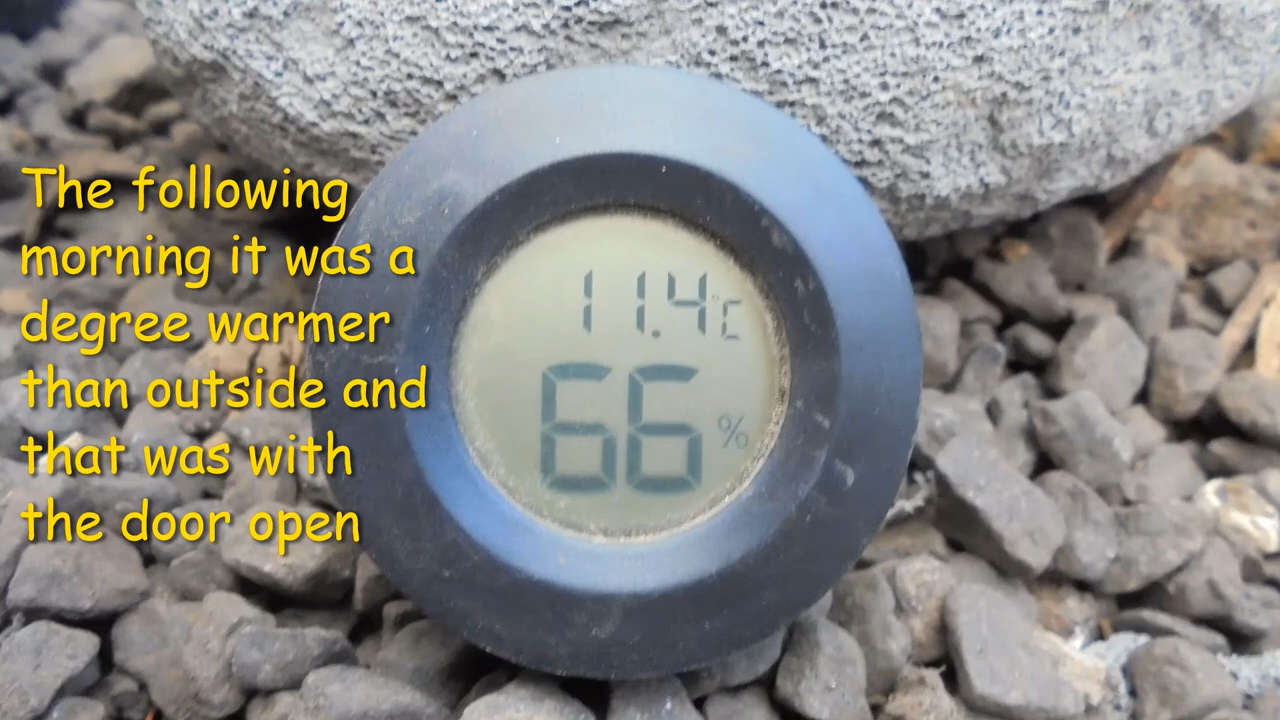 The following
morning it was a
degree warmer
than outside and
that was with
the door open
11.4°C
66%